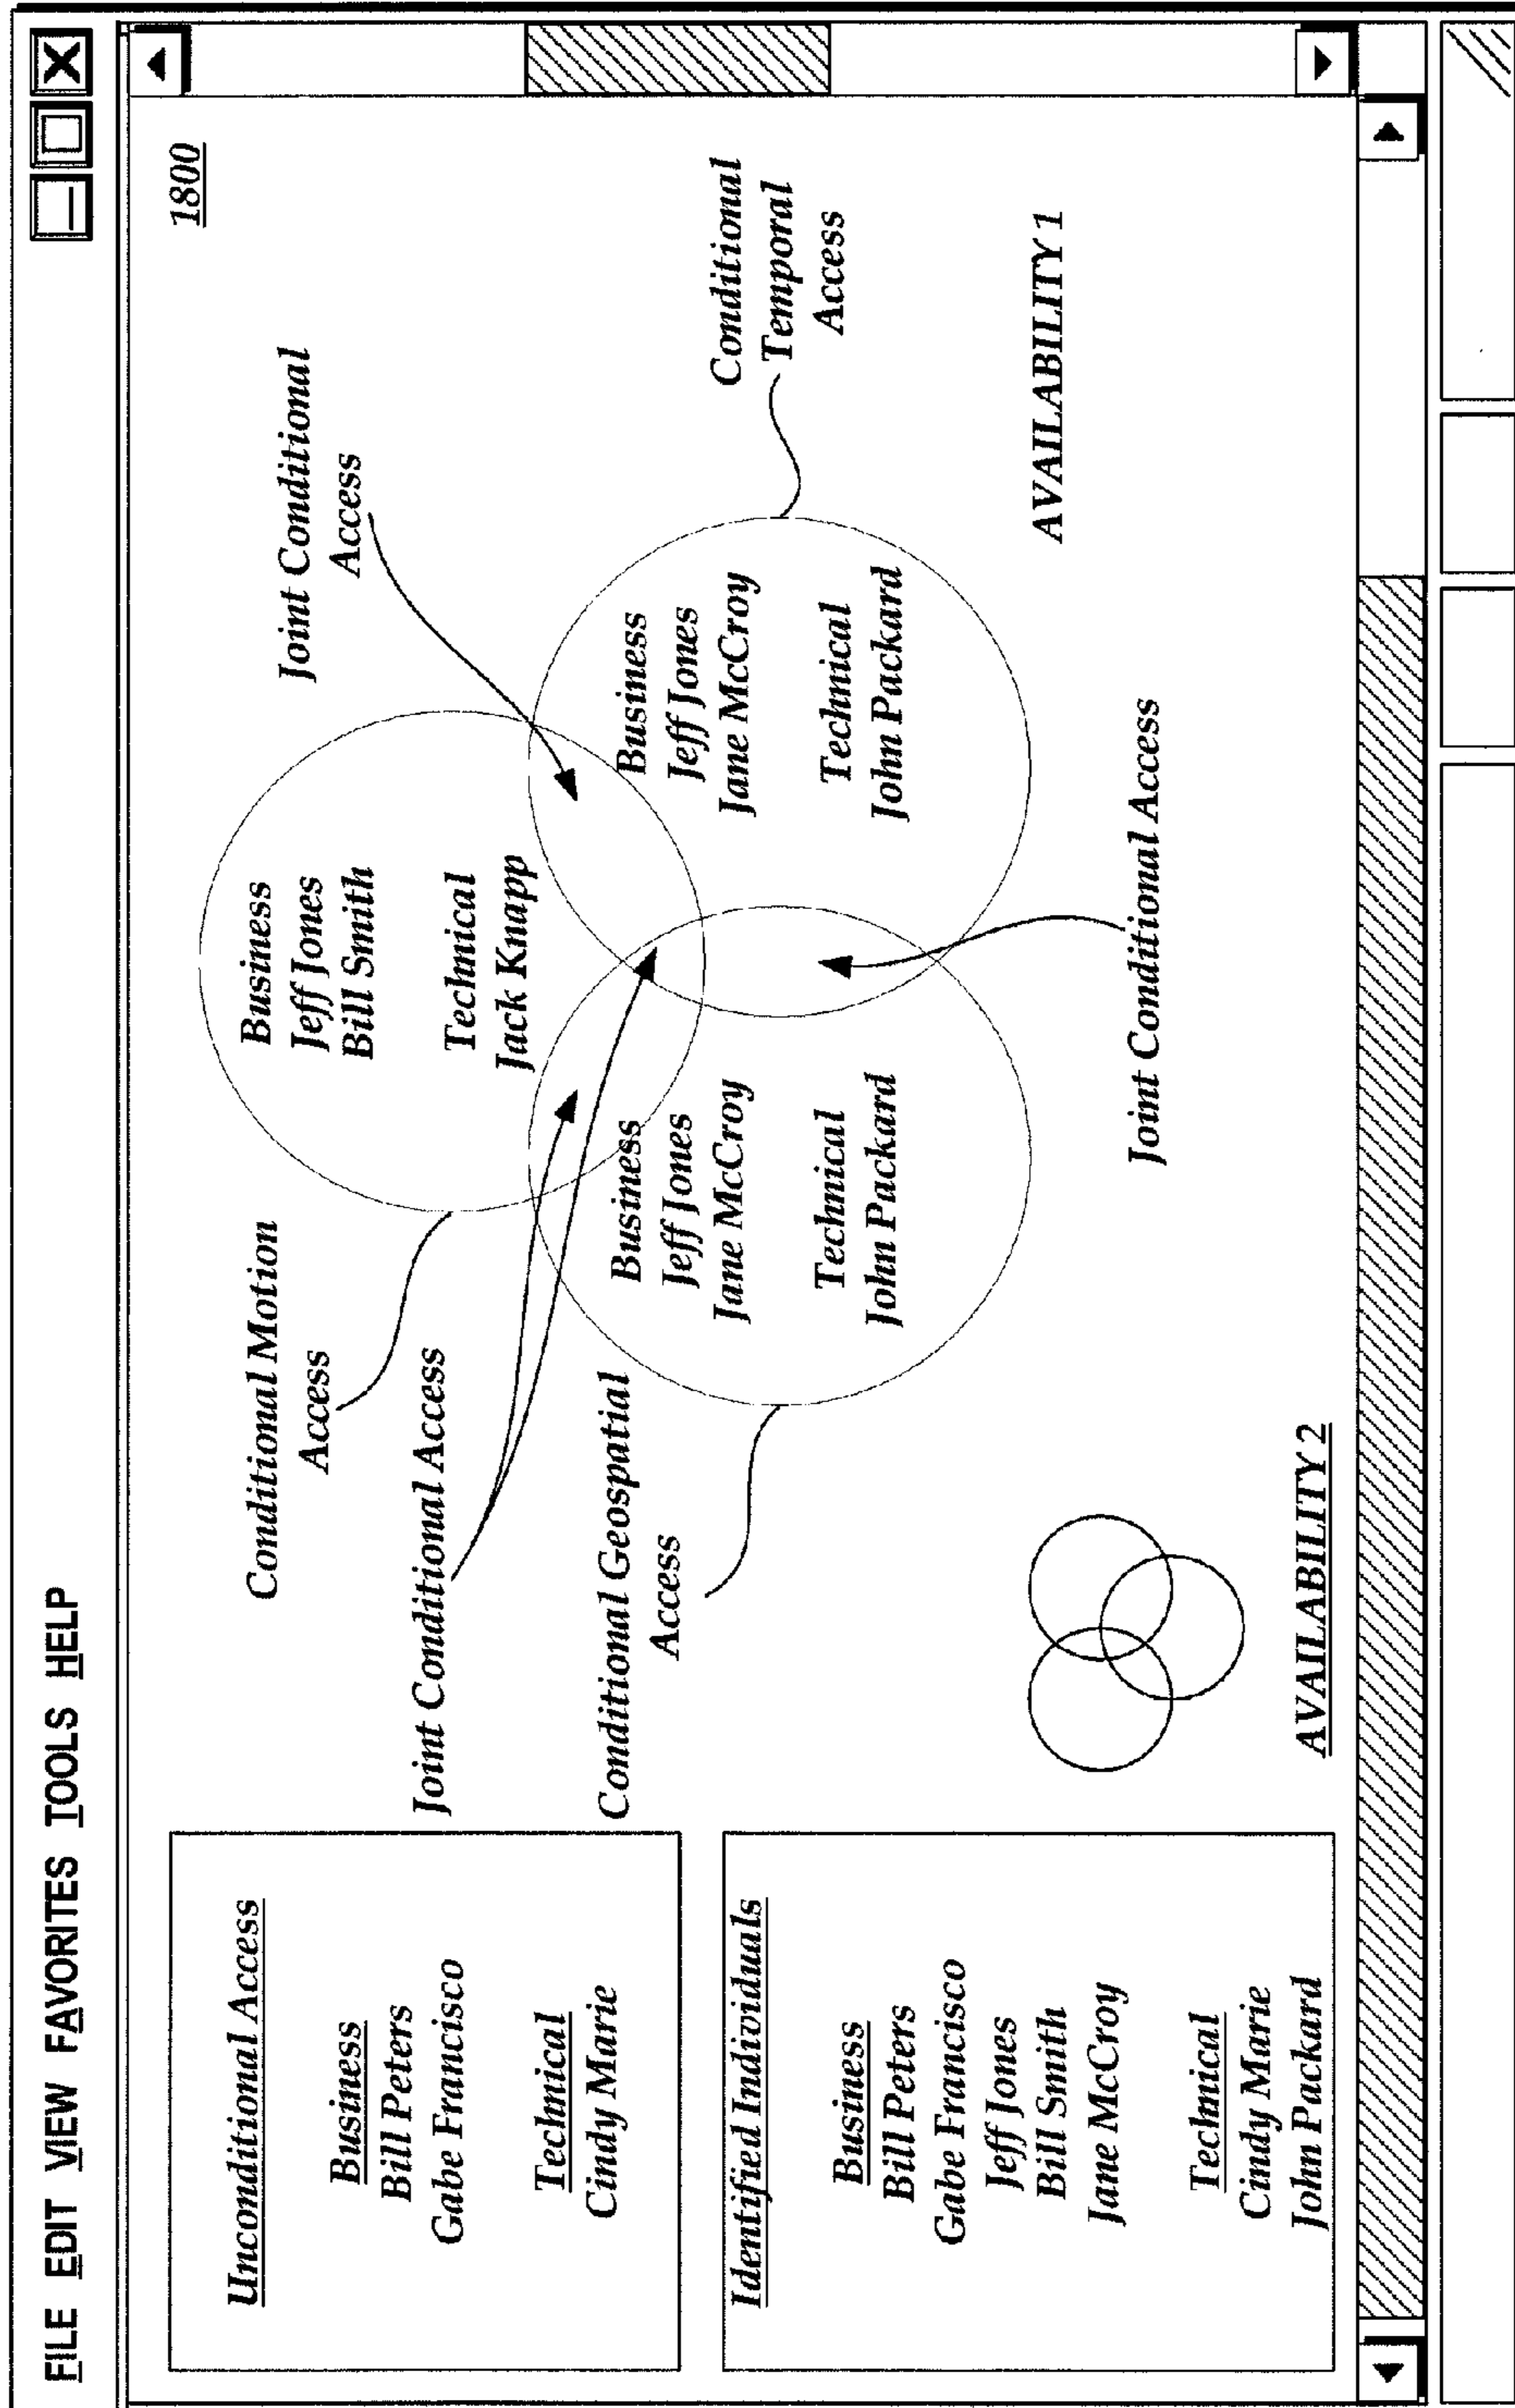 FILE EDIT VIEW FAVORITES TOOLS HELP
1800
Unconditional Access
Business
Bill Peters
Gabe Francisco
Technical
Cindy Marie
Identified Individuals
Business
Bill Peters
Gabe Francisco
Jeff Jones
Bill Smith
Jane McCroy
Technical
Cindy Marie
John Packard
Conditional Motion
Access
Joint Conditional Access
Conditional Geospatial
Access
Business
Jeff Jones
Bill Smith
Technical
Jack Knapp
Joint Conditional
Access
Business
Jeff Jones
Jane McCroy
Technical
John Packard
Business
Jeff Jones
Jane McCroy
Technical
John Packard
Conditional
Temporal
Access
Joint Conditional Access
AVAILABILITY 1
AVAILABILITY 2